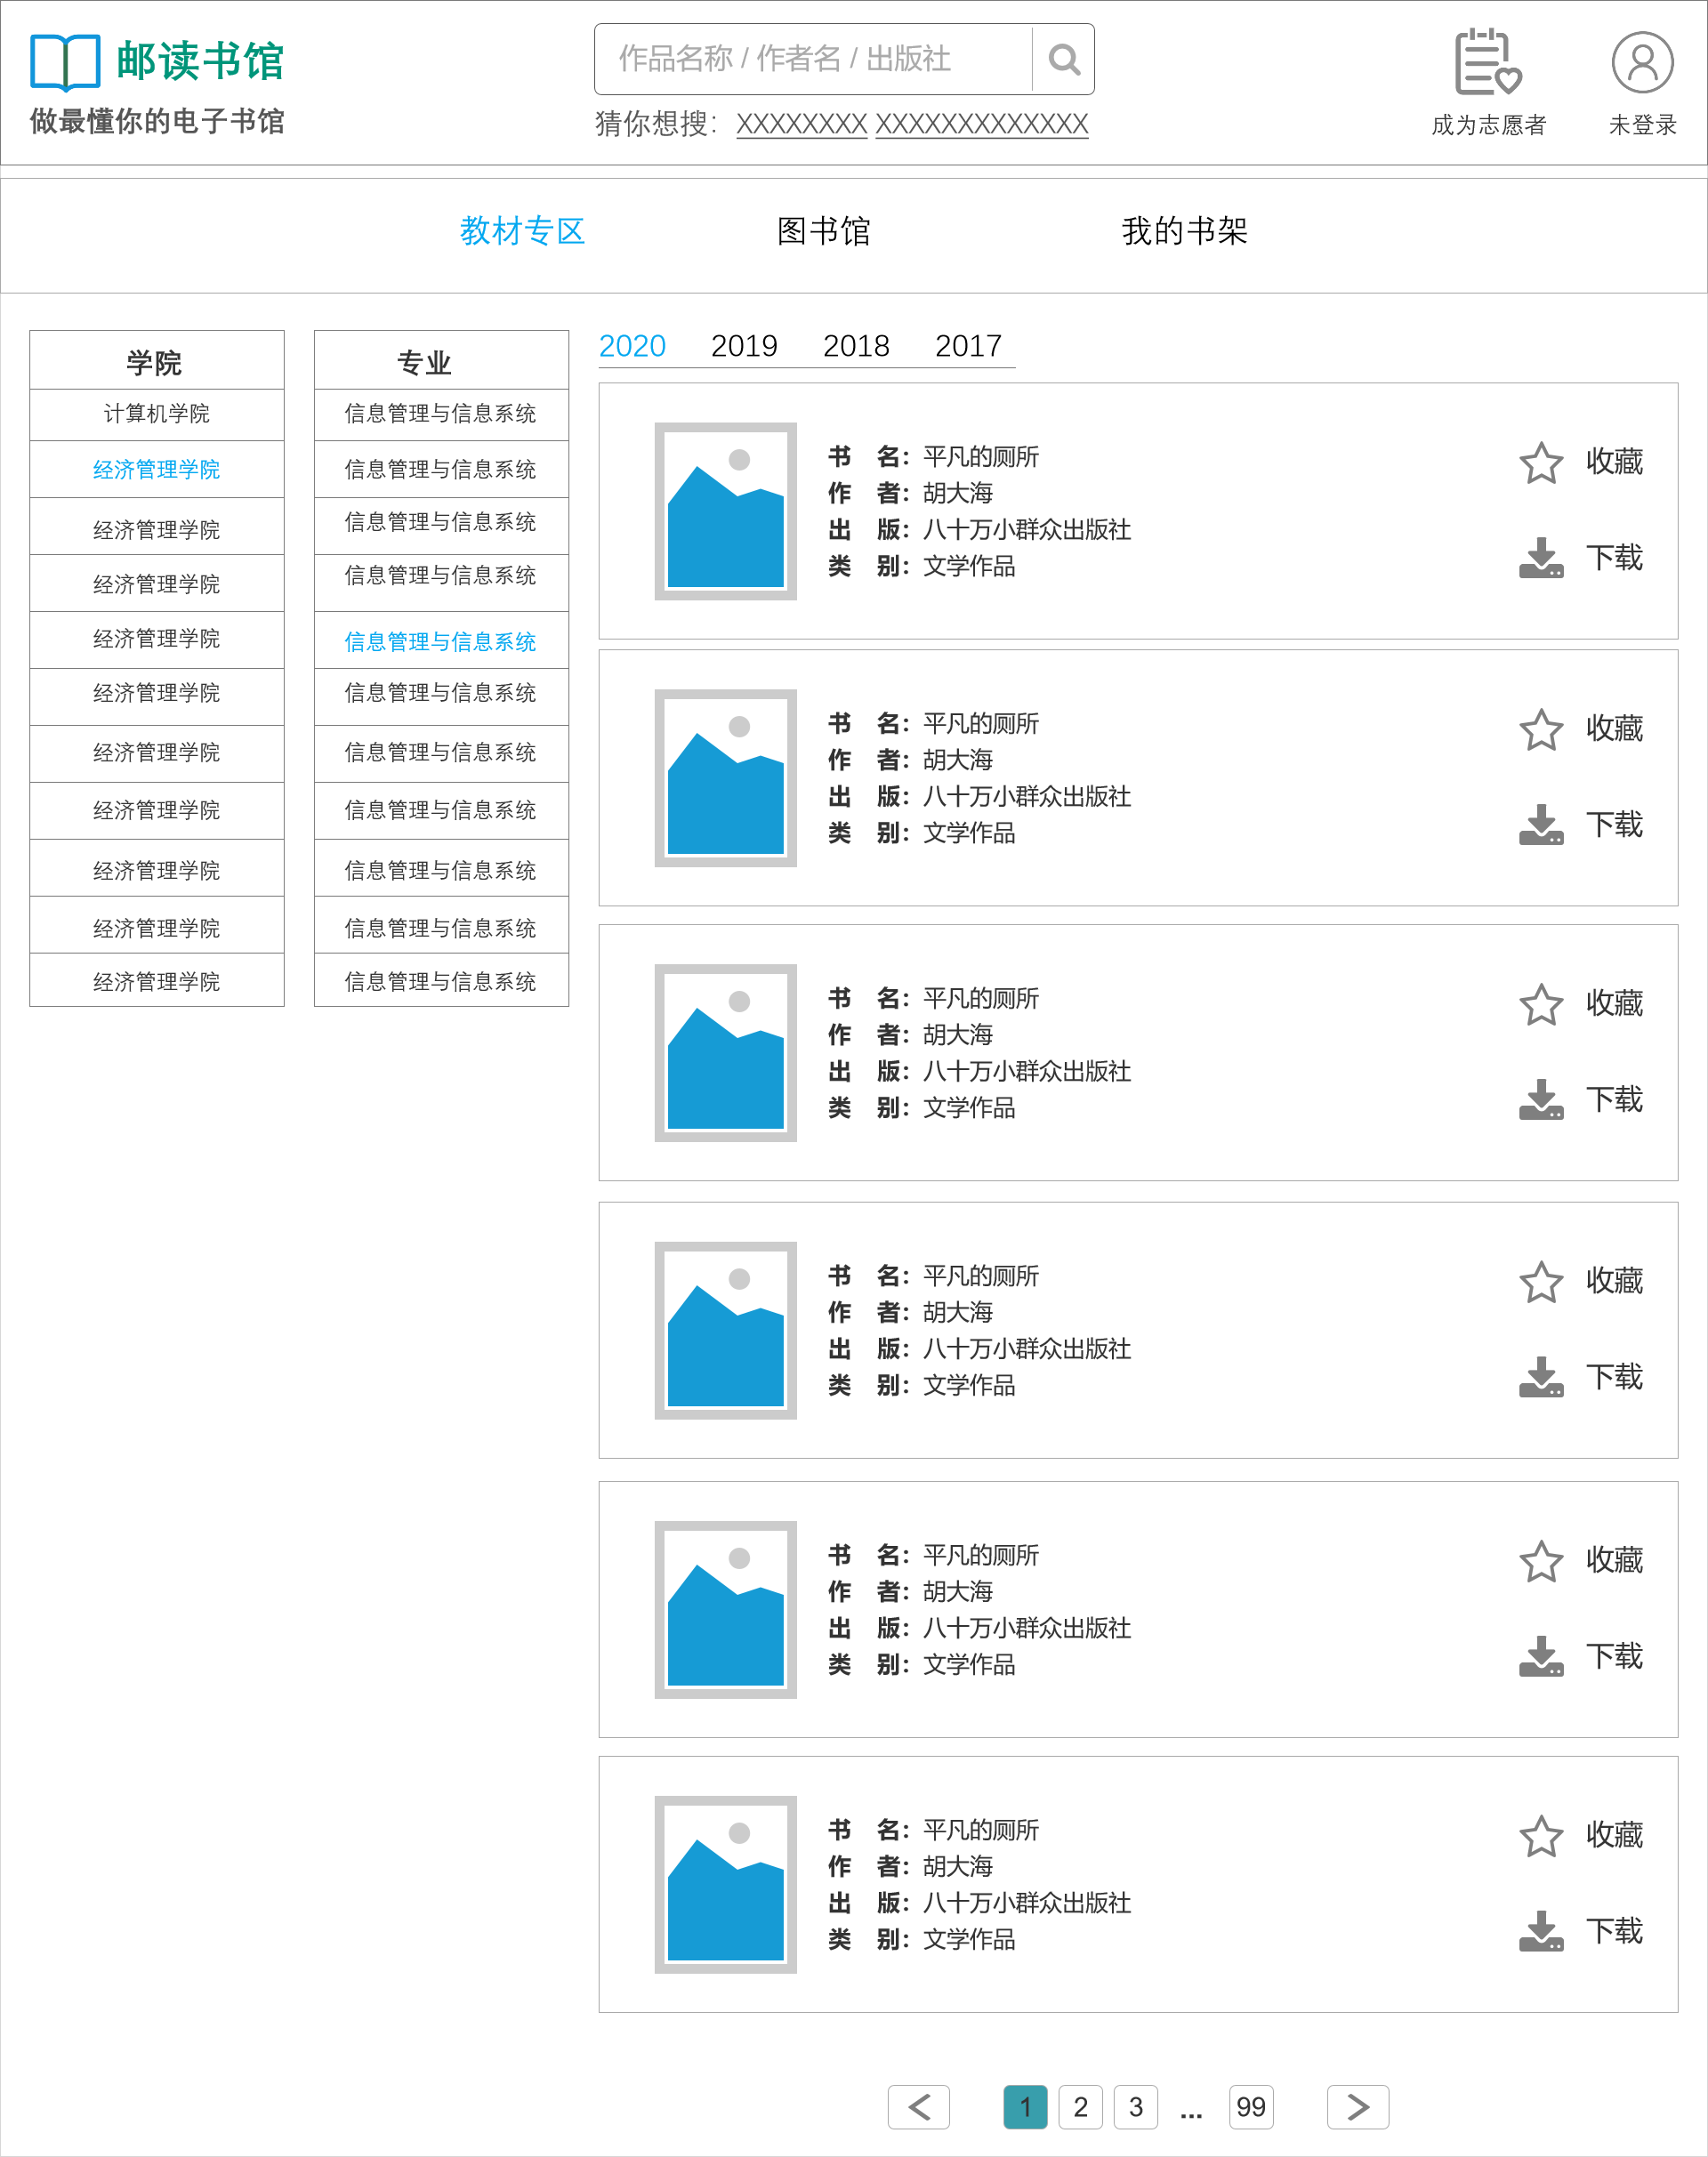 邮读书馆
做最懂你的电子书馆
作品名称 / 作者名 / 出版社
猜你想搜： XXXXXXXX XXXXXXXXXXXXX
成为志愿者
未登录
教材专区 图书馆 我的书架
学院
计算机学院
经济管理学院
经济管理学院
经济管理学院
经济管理学院
经济管理学院
经济管理学院
经济管理学院
经济管理学院
经济管理学院
经济管理学院
专业
信息管理与信息系统
信息管理与信息系统
信息管理与信息系统
信息管理与信息系统
信息管理与信息系统
信息管理与信息系统
信息管理与信息系统
信息管理与信息系统
信息管理与信息系统
信息管理与信息系统
信息管理与信息系统
2020 2019 2018 2017
书 名：平凡的厕所
作 者：胡大海
出 版：八十万小群众出版社
类 别：文学作品
收藏
下载
书 名：平凡的厕所
作 者：胡大海
出 版：八十万小群众出版社
类 别：文学作品
收藏
下载
书 名：平凡的厕所
作 者：胡大海
出 版：八十万小群众出版社
类 别：文学作品
收藏
下载
书 名：平凡的厕所
作 者：胡大海
出 版：八十万小群众出版社
类 别：文学作品
收藏
下载
书 名：平凡的厕所
作 者：胡大海
出 版：八十万小群众出版社
类 别：文学作品
收藏
下载
书 名：平凡的厕所
作 者：胡大海
出 版：八十万小群众出版社
类 别：文学作品
收藏
下载
< 1 2 3 ... 99 >